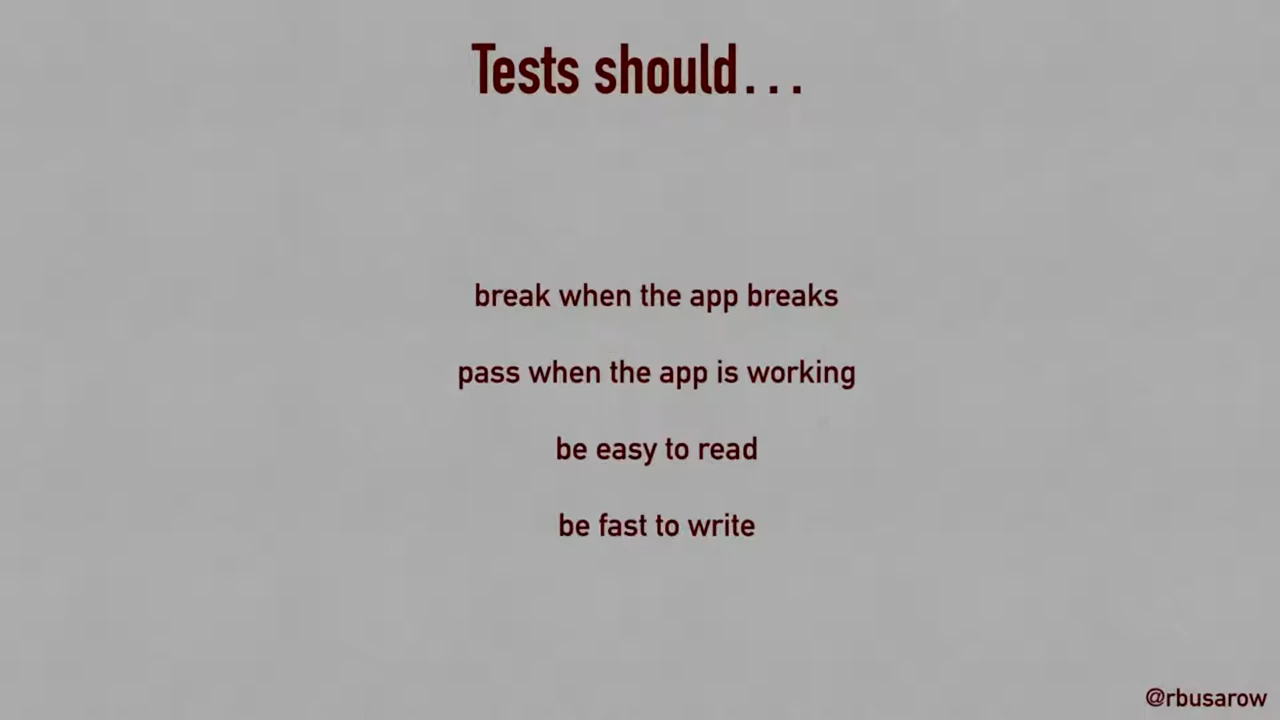 Tests should...
break when the app breaks
pass when the app is working
be easy to read
be fast to write
@rbusarow